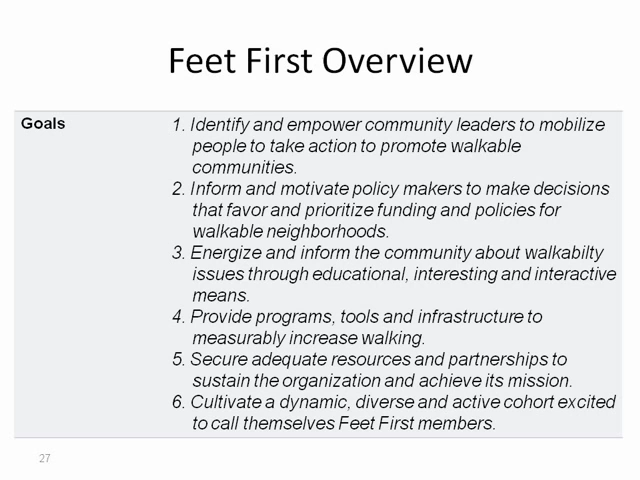 Feet First Overview
Goals
1. Identify and empower community leaders to mobilize
people to take action to promote walkable
communities.
2. Inform and motivate policy makers to make decisions
that favor and prioritize funding and policies for
walkable neighborhoods.
3. Energize and inform the community about walkabilty
issues through educational, interesting and interactive
means.
4. Provide programs, tools and infrastructure to
measurably increase walking.
5. Secure adequate resources and partnerships to
sustain the organization and achieve its mission.
6. Cultivate a dynamic, diverse and active cohort excited
to call themselves Feet First members.
27